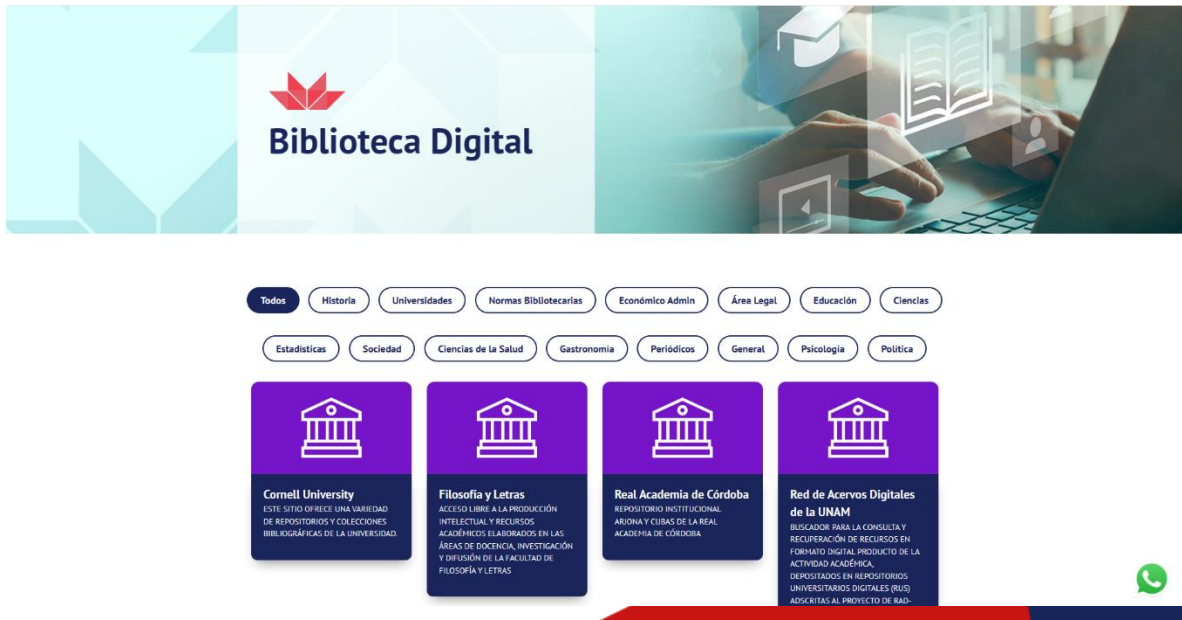 Biblioteca Digital
Todos Historia Universidades Normas Bibliotecarias Económico Admin Área Legal Educación Ciencias
Estadísticas Sociedad Ciencias de la Salud Gastronomía Periódicos General Psicología Política
Cornell University
ESTE SITIO OFRECE UNA VARIEDAD
DE REPOSITORIOS Y COLECCIONES
BIBLIOGRÁFICAS DE LA UNIVERSIDAD.
Filosofía y Letras
ACCESO LIBRE A LA PRODUCCIÓN
INTELECTUAL Y RECURSOS
ACADÉMICOS ELABORADOS EN LAS
ÁREAS DE DOCENCIA, INVESTIGACIÓN
Y DIFUSIÓN DE LA FACULTAD DE
FILOSOFÍA Y LETRAS
Real Academia de Córdoba
REPOSITORIO INSTITUCIONAL
ARJONA Y CUBAS DE LA REAL
ACADEMIA DE CÓRDOBA
Red de Acervos Digitales
de la UNAM
BUSCADOR PARA LA CONSULTA Y
RECUPERACIÓN DE RECURSOS EN
FORMATO DIGITAL PRODUCTO DE LA
ACTIVIDAD ACADÉMICA,
DEPOSITADOS EN REPOSITORIOS
UNIVERSITARIOS DIGITALES (RUS)
ADSCRITAS AL PROYECTO DE RAD-